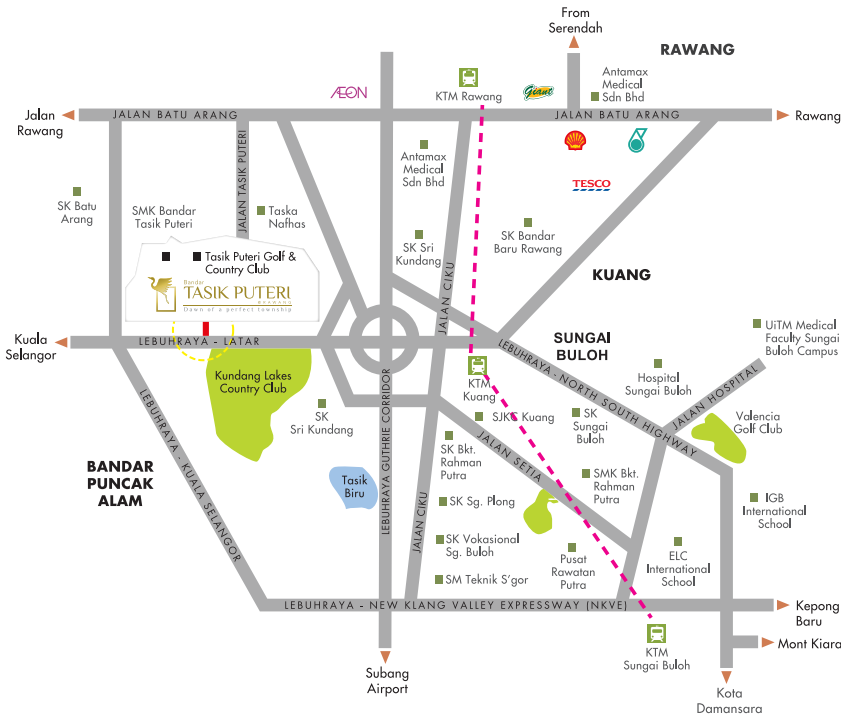 From
Serendah
RAWANG
AEON
KTM Rawang
Giant
Antamax
Medical
Sdn Bhd
Jalan
Rawang
JALAN BATU ARANG
JALAN BATU ARANG
Rawang
Antamax
Medical
Sdn Bhd
TESCO
SK Batu
Arang
SMK Bandar
Tasik Puteri
JALAN TASIK PUTERI
Taska
Nafhas
SK Sri
Kundang
JALAN CIKU
SK Bandar
Baru Rawang
KUANG
Tasik Puteri Golf &
Country Club
Bandar
TASIK PUTERI
RAWANG
Dawn of a perfect township
Kuala
Selangor
LEBUHRAYA - LATAR
SUNGAI
BULOH
UiTM Medical
Faculty Sungai
Buloh Campus
LEBUHRAYA - NORTH SOUTH HIGHWAY
Hospital
Sungai Buloh
JALAN HOSPITAL
Valencia
Golf Club
Kundang Lakes
Country Club
KTM
Kuang
SK
Sri Kundang
LEBUHRAYA GUTHRIE CORRIDOR
SJKC Kuang
SK
Sungai
Buloh
JALAN SETIA
SK Bkt.
Rahman
Putra
SMK Bkt.
Rahman
Putra
BANDAR
PUNCAK
ALAM
LEBUHRAYA - KUALA SELANGOR
Tasik
Biru
JALAN CIKU
SK Sg. Plong
IGB
International
School
SK Vokasional
Sg. Buloh
SM Teknik S'gor
Pusat
Rawatan
Putra
ELC
International
School
LEBUHRAYA - NEW KLANG VALLEY EXPRESSWAY (NKVE)
Kepong
Baru
KTM
Sungai Buloh
Mont Kiara
Subang
Airport
Kota
Damansara